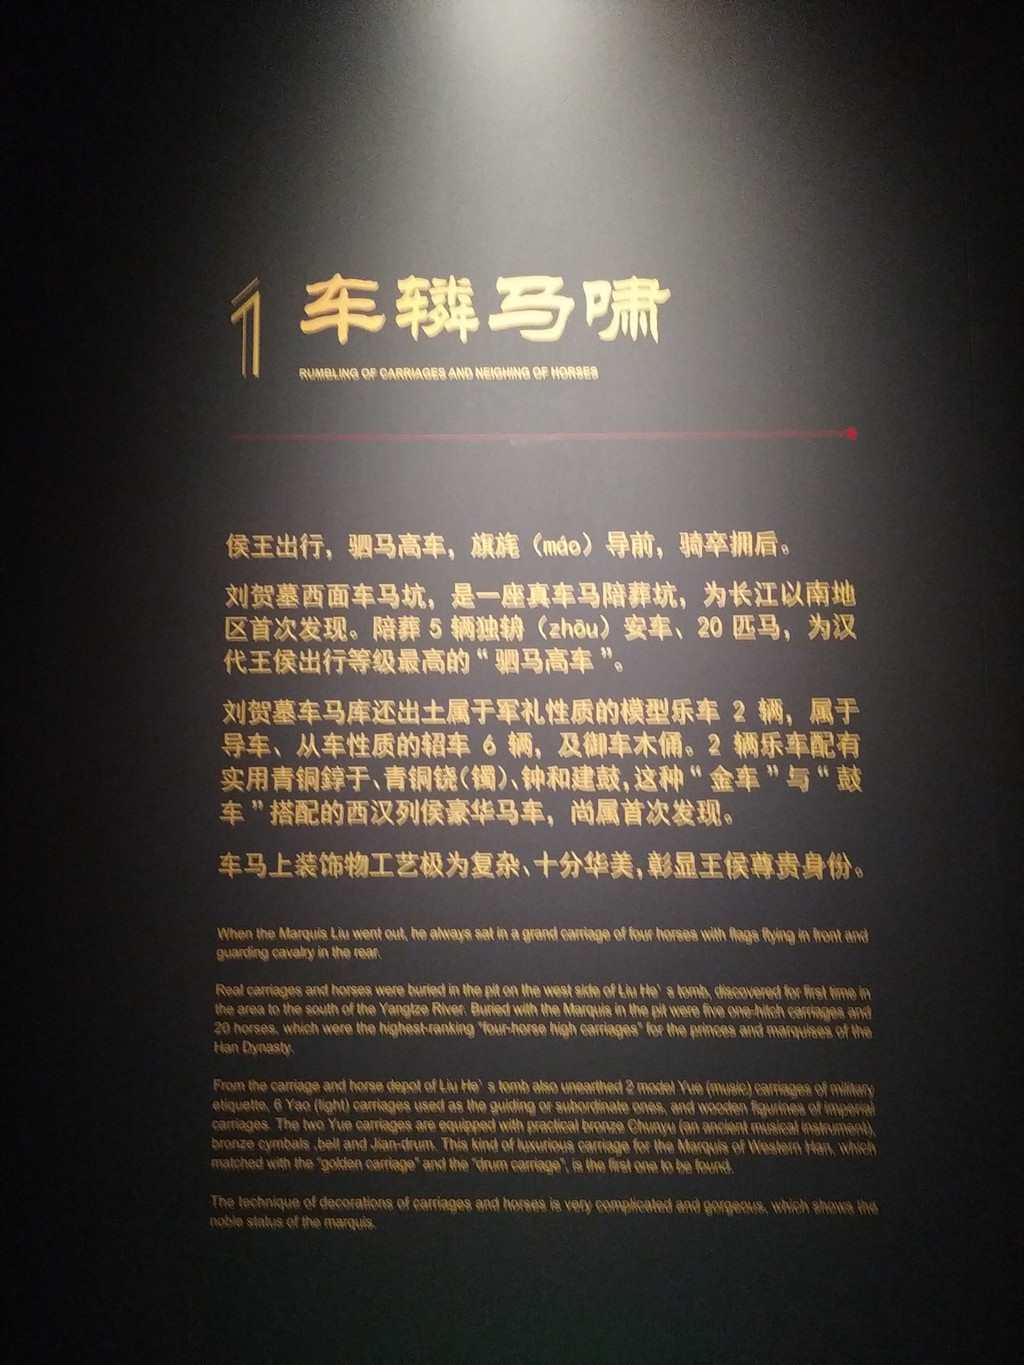 1 车辚马啸
RUMBLING OF CARRIAGES AND NEIGHING OF HORSES
侯王出行，驷马高车，旗旄（máo）导前，骑卒拥后。
刘贺墓西面车马坑，是一座真车马陪葬坑，为长江以南地
区首次发现。陪葬 5 辆独辀（zhōu）安车、20 匹马，为汉
代王侯出行等级最高的“驷马高车”。
刘贺墓车马库还出土属于军礼性质的模型乐车 2 辆，属于
导车、从车性质的轺车 6 辆，及御车木俑。2 辆乐车配有
实用青铜錞于、青铜铙（镯）、钟和建鼓，这种“金车”与“鼓
车”搭配的西汉列侯豪华马车，尚属首次发现。
车马上装饰物工艺极为复杂、十分华美，彰显王侯尊贵身份。
When the Marquis Liu went out, he always sat in a grand carriage of four horses with flags flying in front and
guarding cavalry in the rear.
Real carriages and horses were buried in the pit on the west side of Liu He's tomb, discovered for first time in
the area to the south of the Yangtze River. Buried with the Marquis in the pit were five one-hitch carriages and
20 horses, which were the highest-ranking "four-horse high carriages" for the princes and marquises of the
Han Dynasty.
From the carriage and horse depot of Liu He's tomb also unearthed 2 model Yue (music) carriages of military
etiquette, 6 Yao (light) carriages used as the guiding or subordinate ones, and wooden figurines of imperial
carriages. The two Yue carriages are equipped with practical bronze Chunyu (an ancient musical instrument),
bronze cymbals ,bell and Jian-drum. This kind of luxurious carriage for the Marquis of Western Han, which
matched with the "golden carriage" and the "drum carriage", is the first one to be found.
The technique of decorations of carriages and horses is very complicated and gorgeous, which shows the
noble status of the marquis.